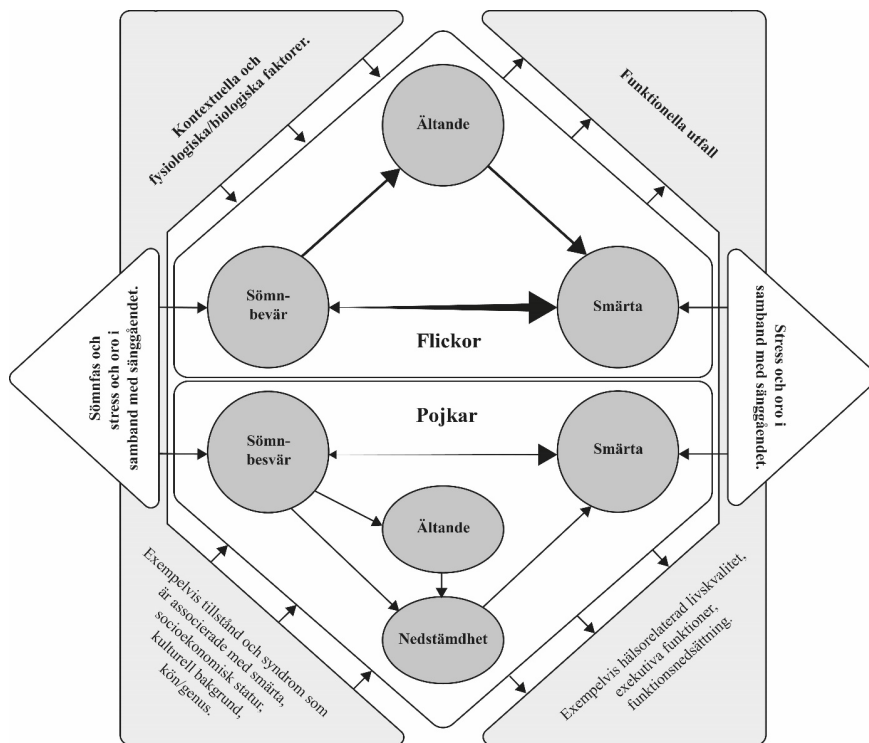 Kontextuella och
fysiologiska/biologiska faktorer.
Funktionella utfall
Ältande
Sömn-
bevär
Smärta
Flickor
Sömnfas och
stress och oro i
samband med sänggåendet.
Stress och oro i
samband med sänggåendet.
Pojkar
Sömn-
besvär
Smärta
Ältande
Nedstämdhet
Exempelvis tillstånd och syndrom som
är associerade med smärta,
socioekonomisk statur,
kulturell bakgrund,
kön/genus.
Exempelvis hälsorelaterad livskvalitet,
exekutiva funktioner,
funktionsnedsättning.